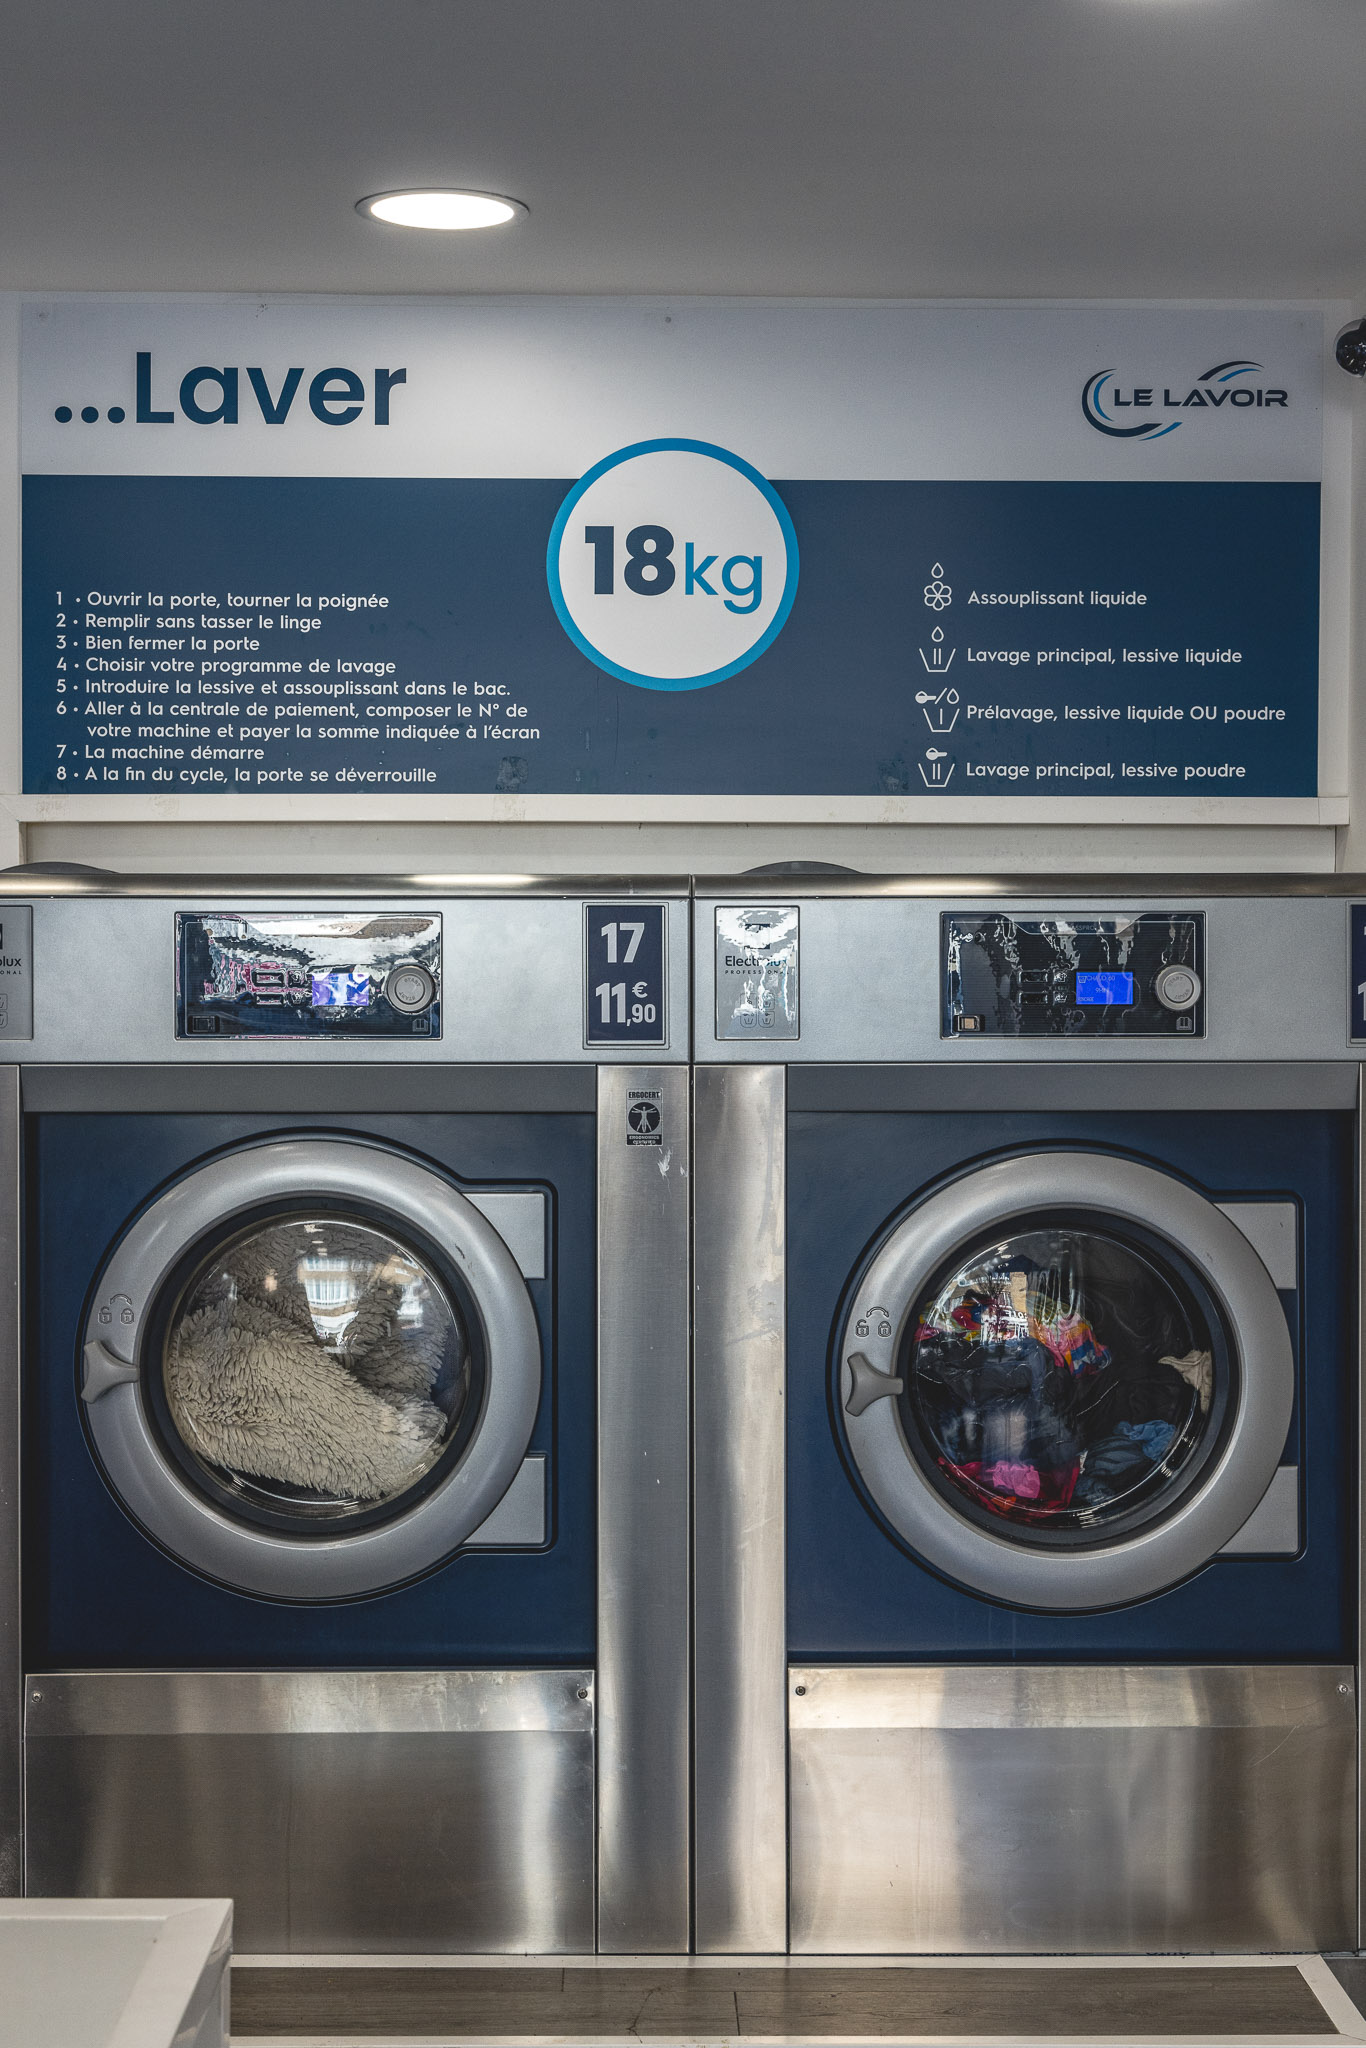 ...Laver
LE LAVOIR
18kg
1 • Ouvrir la porte, tourner la poignée
2 • Remplir sans tasser le linge
3 • Bien fermer la porte
4 • Choisir votre programme de lavage
5 • Introduire la lessive et assouplissant dans le bac.
6 • Aller à la centrale de paiement, composer le N° de
votre machine et payer la somme indiquée à l'écran
7 • La machine démarre
8 • A la fin du cycle, la porte se déverrouille
Assouplissant liquide
Lavage principal, lessive liquide
Prélavage, lessive liquide OU poudre
Lavage principal, lessive poudre
17
11,90 €
Electrolux
PROFESSIONAL
ERGOCERT
ERGONOMICS
CERTIFIED